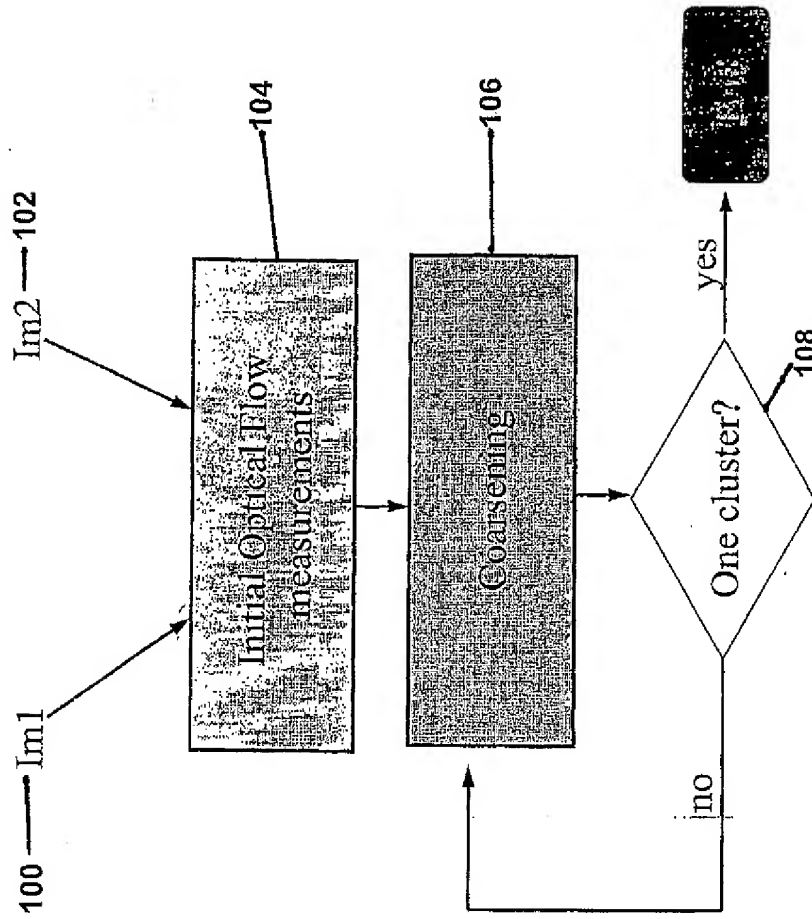 100 Im1
Im2 102
Initial Optical Flow
measurements
104
Coarsening
106
One cluster?
108
no
yes